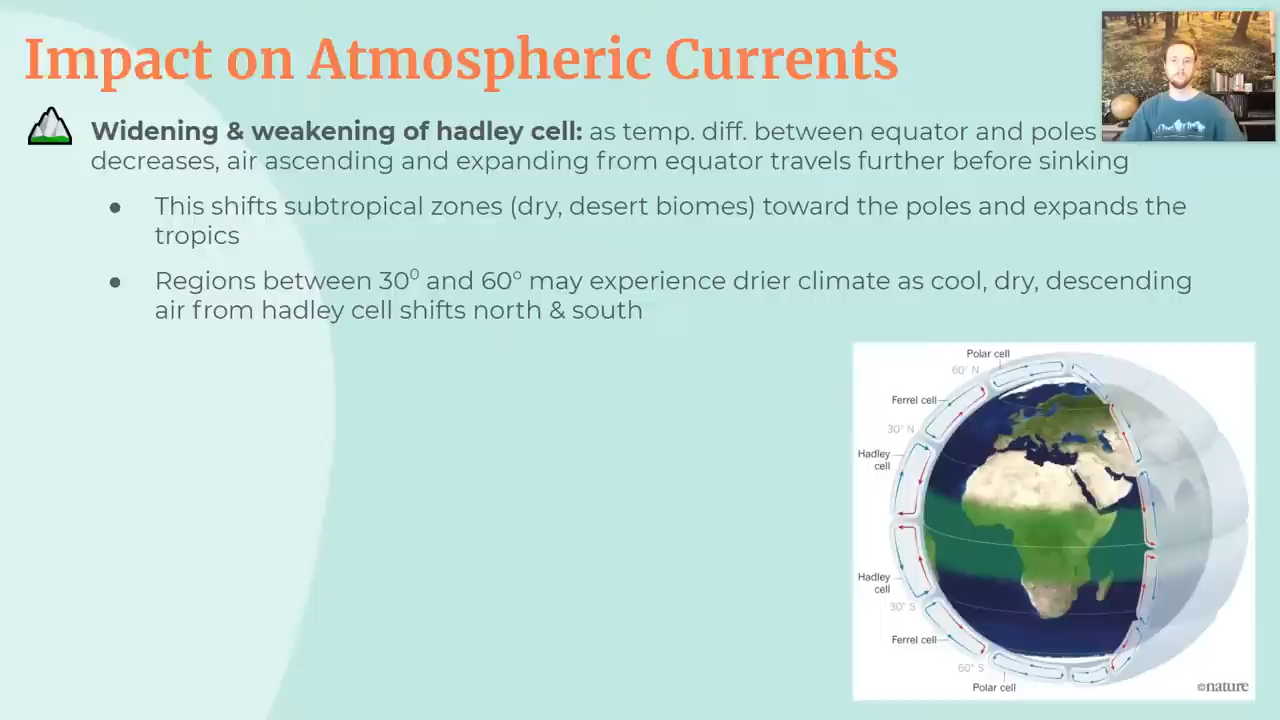 Impact on Atmospheric Currents
Widening & weakening of hadley cell: as temp. diff. between equator and poles
decreases, air ascending and expanding from equator travels further before sinking
● This shifts subtropical zones (dry, desert biomes) toward the poles and expands the
tropics
● Regions between 30⁰ and 60° may experience drier climate as cool, dry, descending
air from hadley cell shifts north & south
Polar cell
60° N
Ferrel cell
30° N
Hadley
cell
Hadley
cell
30° S
Ferrel cell
60° S
Polar cell
©nature